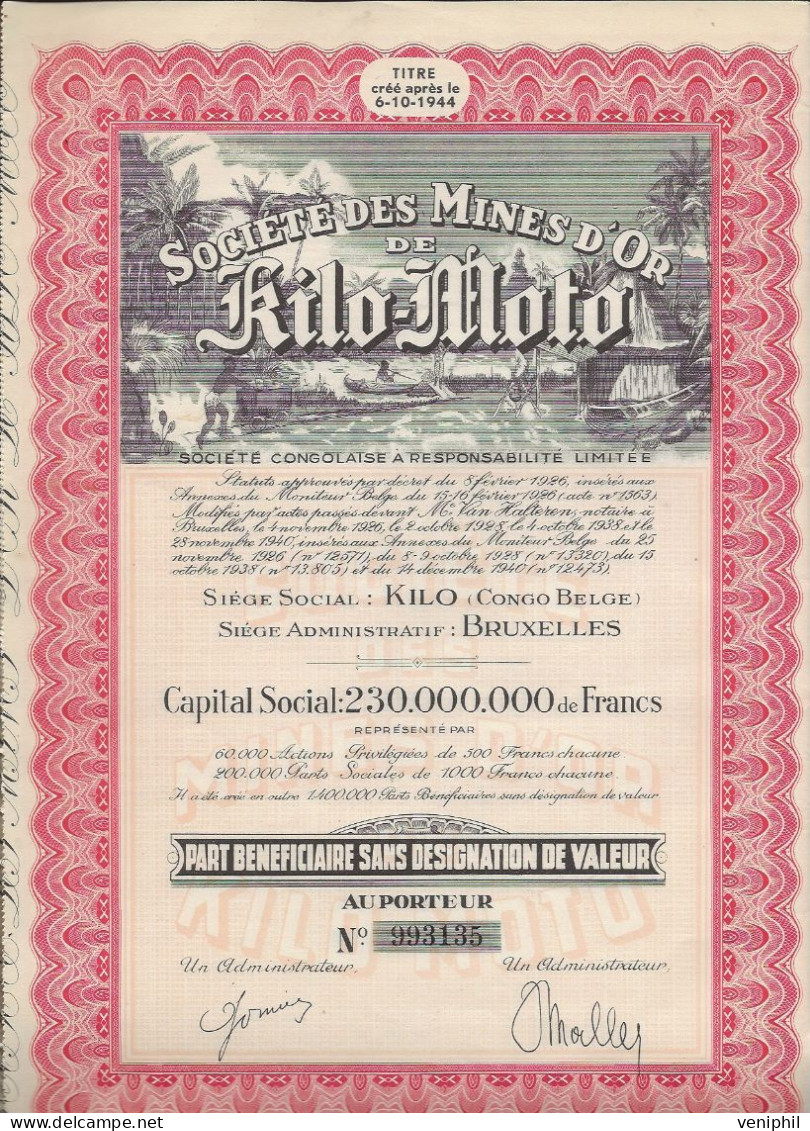 TITRE
créé après le
6-10-1944
SOCIÉTÉ DES MINES D'OR
DE
Kilo-Moto
SOCIÉTÉ CONGOLAISE A RESPONSABILITÉ LIMITÉE
Statuts approuvés par décret du 8 février 1926, insérés aux
Annexes du Moniteur Belge du 15-16 février 1926 (acte n° 1563)
Modifiés par actes passés devant Me Van Halteren, notaire à
Bruxelles, le 4 novembre 1926, le 2 octobre 1928, le 4 octobre 1938 et le
28 novembre 1940, insérés aux Annexes du Moniteur Belge du 25
novembre 1926 (n° 12571), du 8-9 octobre 1928 (n° 13320), du 15
octobre 1938 (n° 13.805) et du 14 décembre 1940 (n° 12473).
SIÉGE SOCIAL : KILO (CONGO BELGE)
SIÉGE ADMINISTRATIF : BRUXELLES
Capital Social: 230.000.000 de Francs
REPRÉSENTÉ PAR
60.000 Actions Privilégiées de 500 Francs chacune.
200.000 Parts Sociales de 1000 Francs chacune.
Il a été crée en outre 1.400.000 Parts Bénéficiaires sans désignation de valeur
PART BENEFICIAIRE SANS DESIGNATION DE VALEUR
AU PORTEUR
No. 993135
Un Administrateur, Un Administrateur,
veniphil